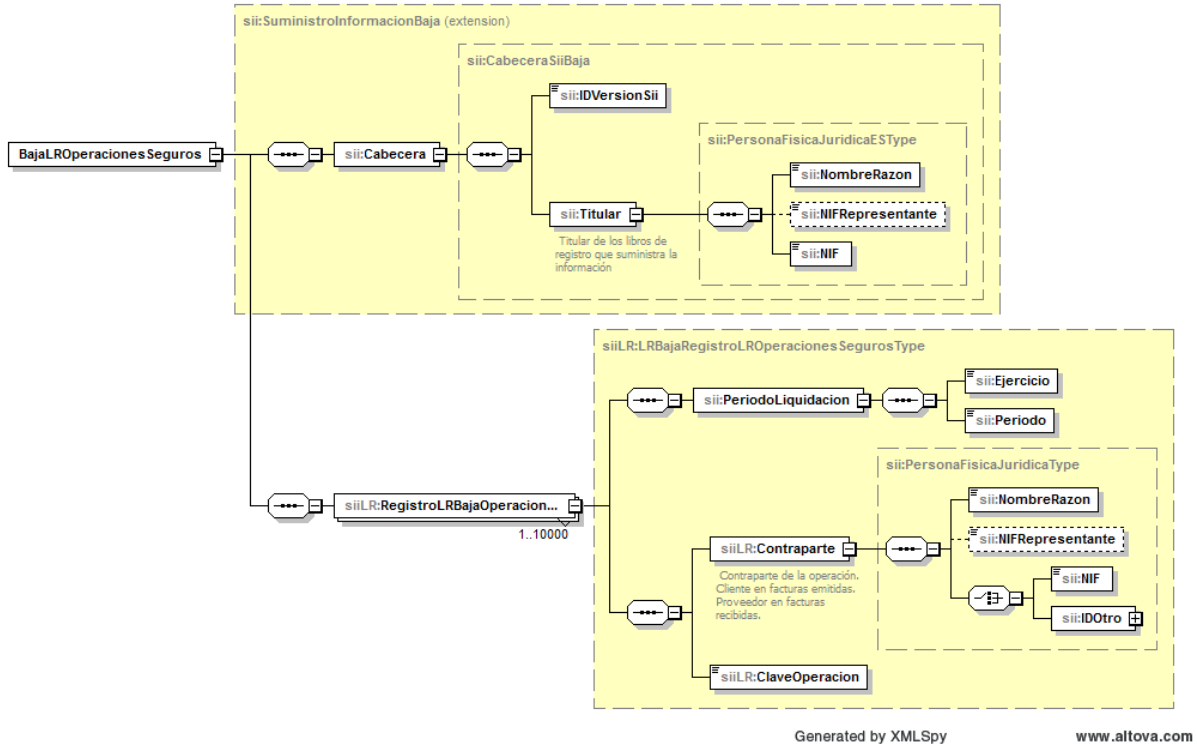 sii:SuministroInformacionBaja (extension)
sii:CabeceraSiiBaja
sii:IDVersionSii
BajaLROperacionesSeguros
sii:Cabecera
sii:PersonaFisicaJuridicaESType
sii:NombreRazon
sii:Titular
sii:NIFRepresentante
Titular de los libros de
registro que suministra la
información
sii:NIF
siiLR:LRBajaRegistroLROperacionesSegurosType
sii:PeriodoLiquidacion
sii:Ejercicio
sii:Periodo
sii:PersonaFisicaJuridicaType
siiLR:RegistroLRBajaOperacion...
1..10000
sii:NombreRazon
siiLR:Contraparte
sii:NIFRepresentante
Contraparte de la operación.
Cliente en facturas emitidas.
Proveedor en facturas
recibidas.
sii:NIF
sii:IDOtro
siiLR:ClaveOperacion
Generated by XMLSpy
www.altova.com